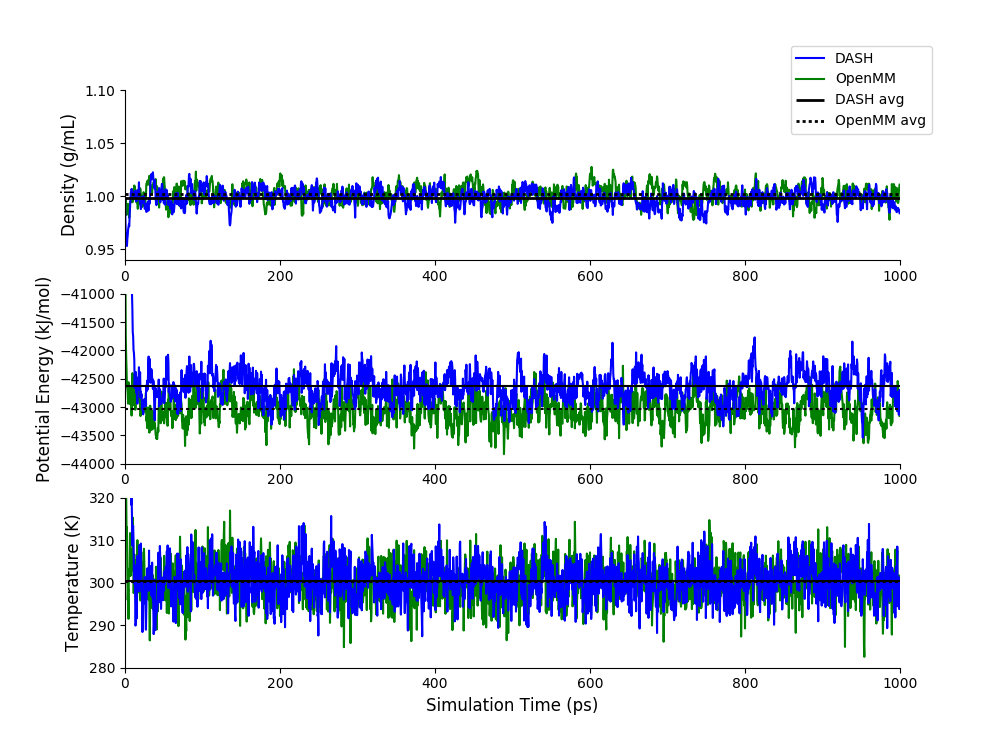 DASH
OpenMM
DASH avg
OpenMM avg
1.10
1.05
1.00
0.95
Density (g/mL)
0 200 400 600 800 1000
−41000
−41500
−42000
−42500
−43000
−43500
−44000
Potential Energy (kJ/mol)
0 200 400 600 800 1000
320
310
300
290
280
Temperature (K)
0 200 400 600 800 1000
Simulation Time (ps)